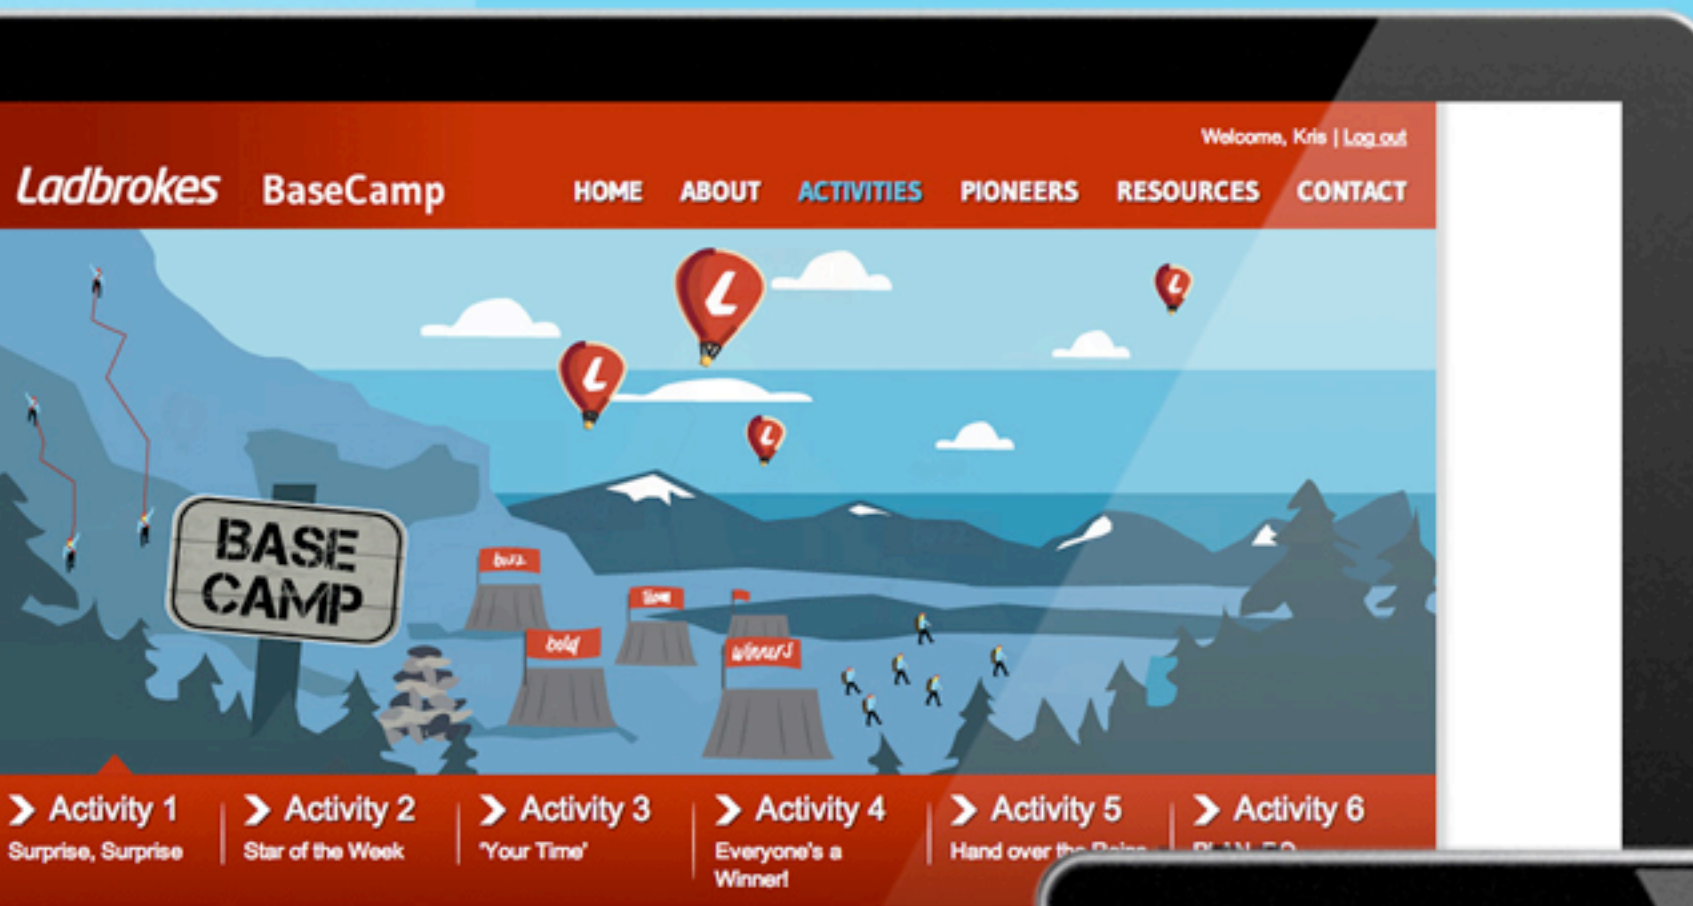 Welcome, Kris | Log out
Ladbrokes BaseCamp HOME ABOUT ACTIVITIES PIONEERS RESOURCES CONTACT
L
L
L
L
BASE
CAMP
buzz
bold
winners
Activity 1 Activity 2 Activity 3 Activity 4 Activity 5 Activity 6
Surprise, Surprise
Star of the Week
'Your Time'
Everyone's a
Winner!
Hand over the Reins